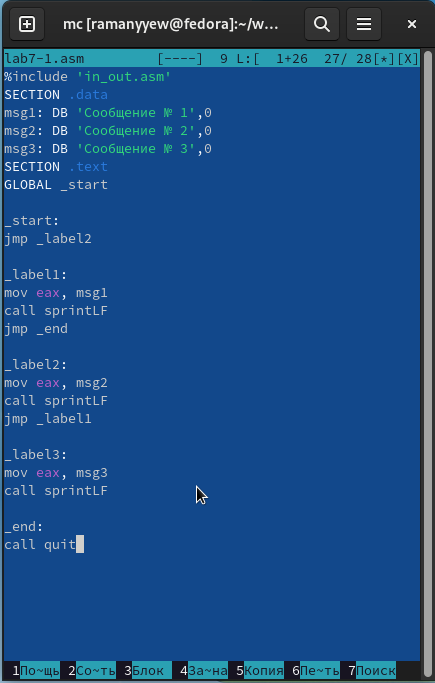 mc [ramanyyew@fedora]:~/w...
lab7-1.asm [----] 9 L:[ 1+26 27/ 28[*][X]
%include 'in_out.asm'
SECTION .data
msg1: DB 'Сообщение № 1',0
msg2: DB 'Сообщение № 2',0
msg3: DB 'Сообщение № 3',0
SECTION .text
GLOBAL _start
_start:
jmp _label2
_label1:
mov eax, msg1
call sprintLF
jmp _end
_label2:
mov eax, msg2
call sprintLF
jmp _label1
_label3:
mov eax, msg3
call sprintLF
_end:
call quit
1По~щь 2Со~ть 3Блок 4За~на 5Копия 6Пе~ть 7Поиск